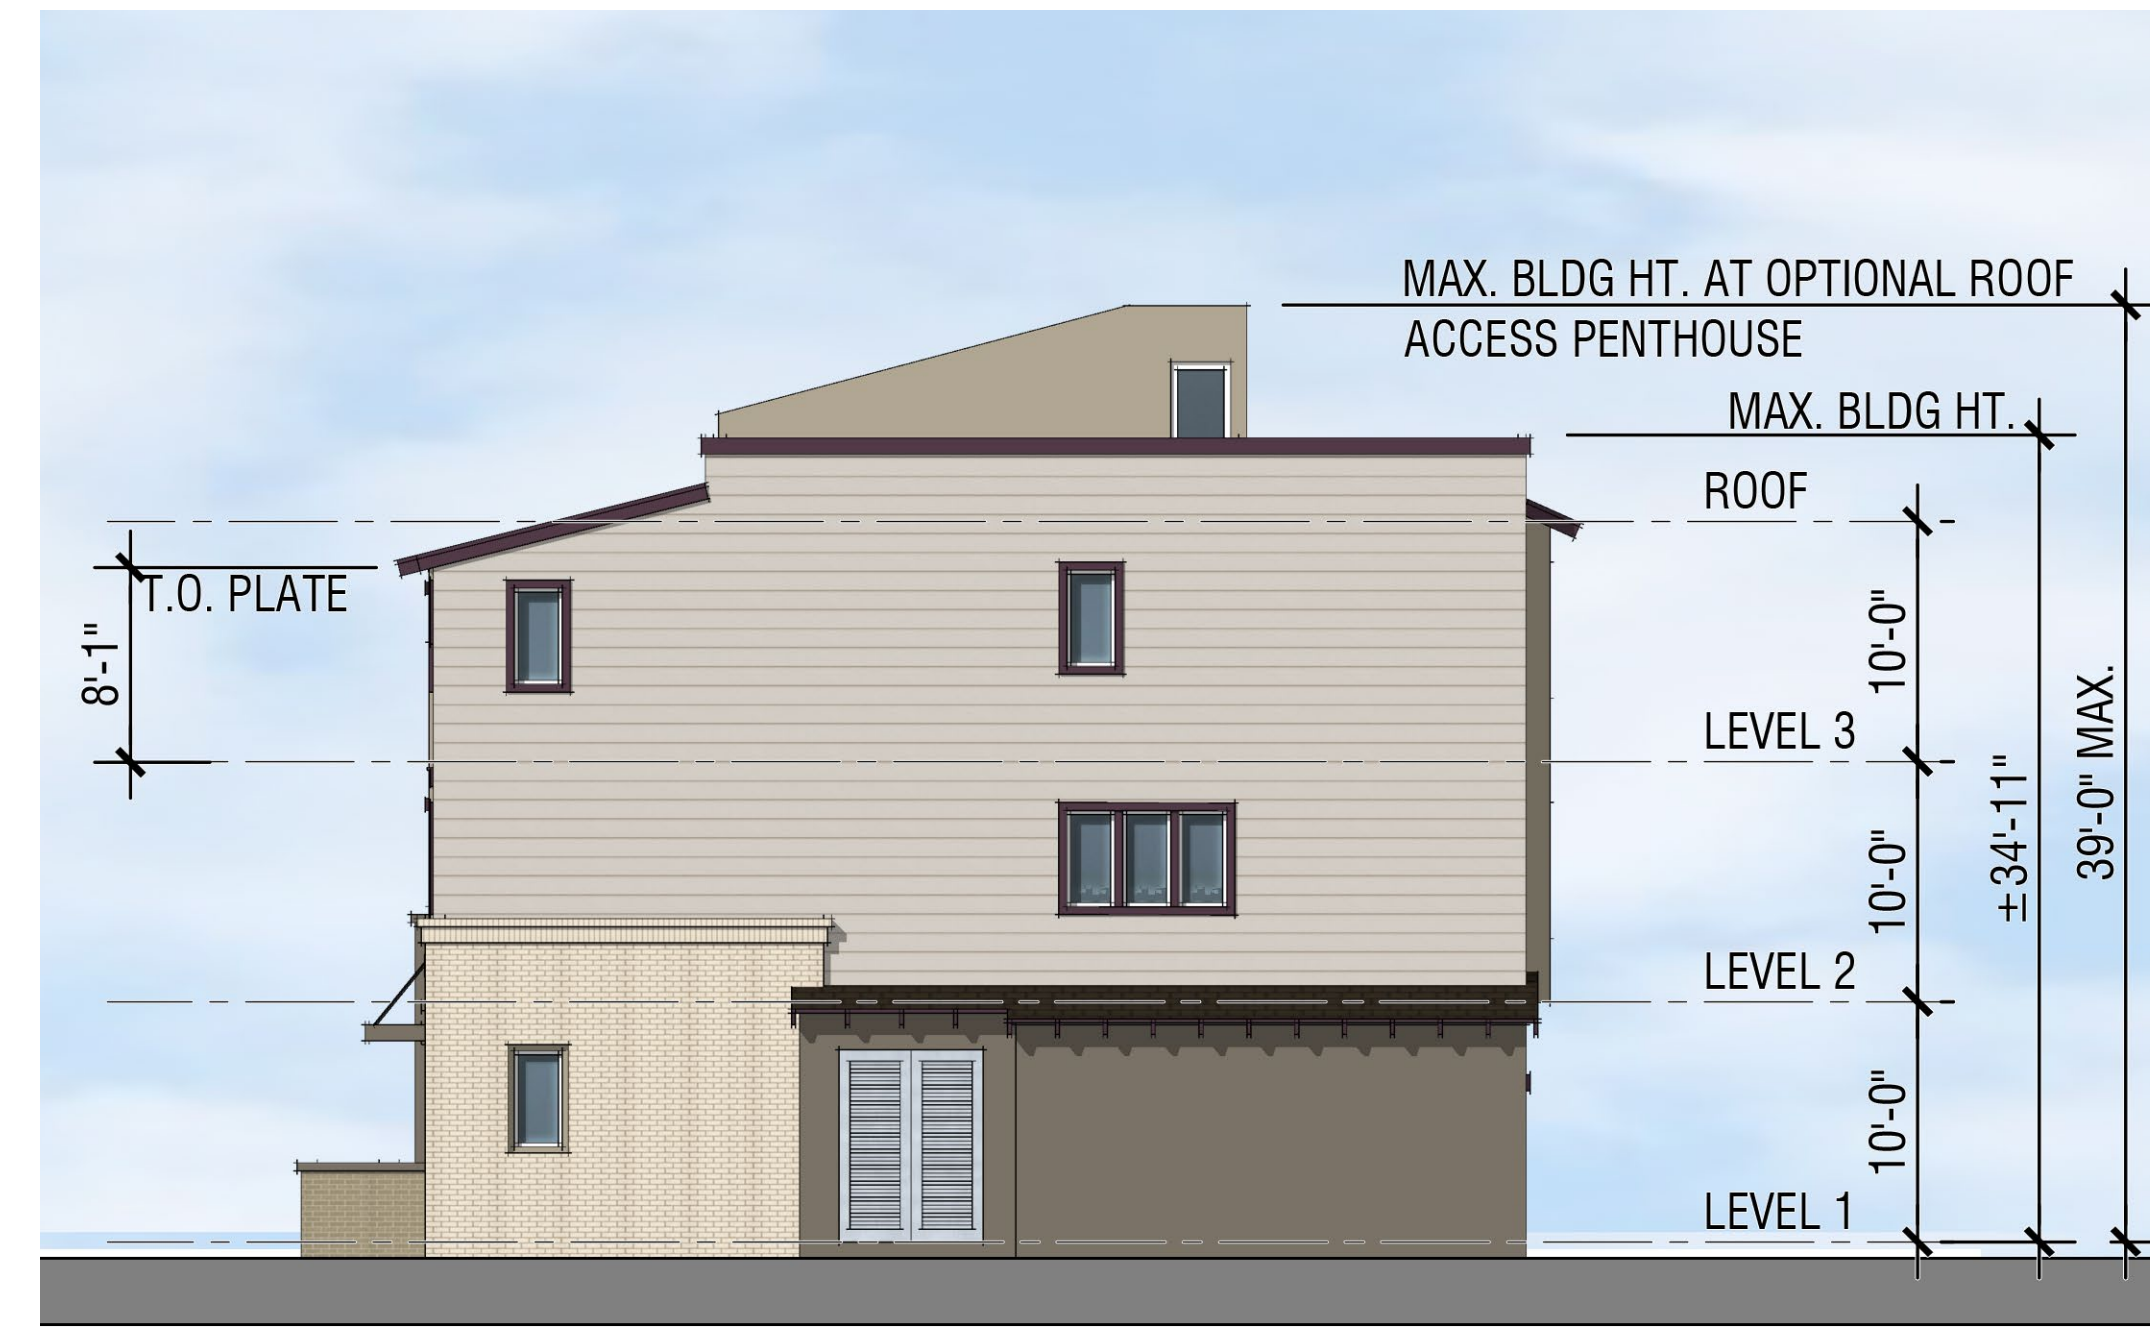 MAX. BLDG HT. AT OPTIONAL ROOF
ACCESS PENTHOUSE
MAX. BLDG HT.
ROOF
T.O. PLATE
8'-1"
10'-0"
LEVEL 3
39'-0" MAX.
±34'-11"
10'-0"
LEVEL 2
10'-0"
LEVEL 1